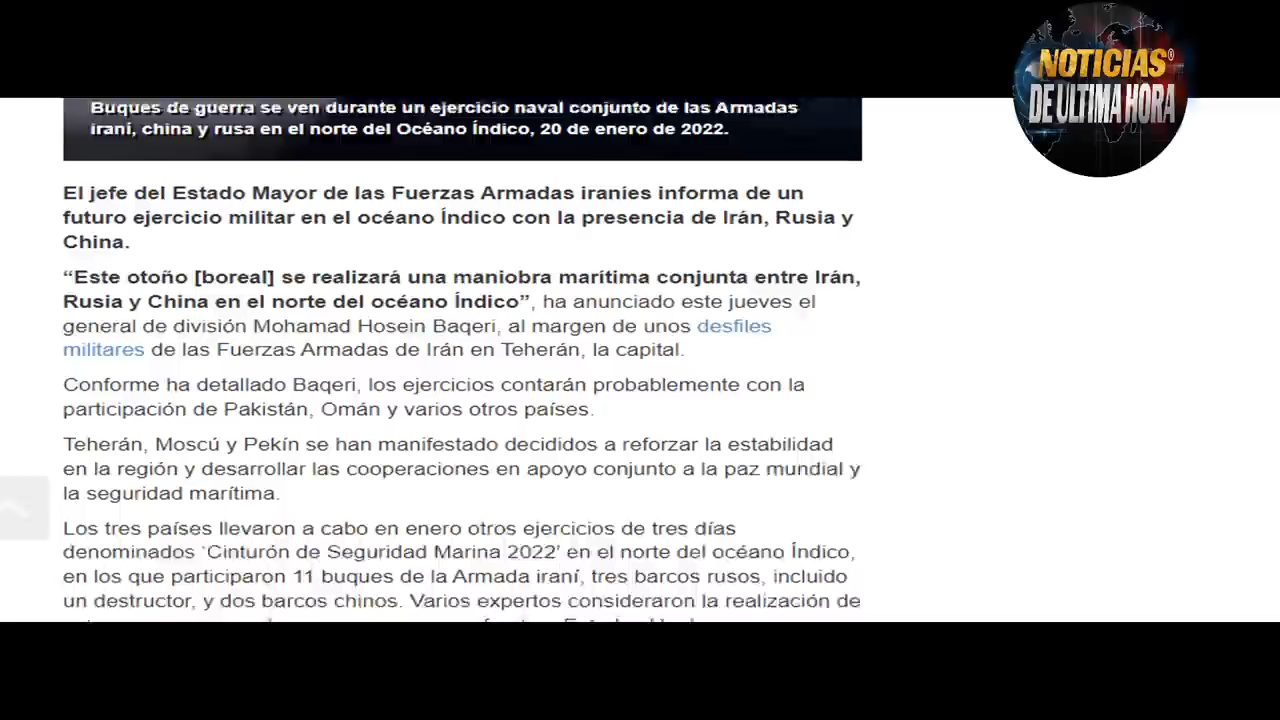 NOTICIAS
DE ÚLTIMA HORA
Buques de guerra se ven durante un ejercicio naval conjunto de las Armadas
iraní, china y rusa en el norte del Océano Índico, 20 de enero de 2022.
El jefe del Estado Mayor de las Fuerzas Armadas iraníes informa de un
futuro ejercicio militar en el océano Índico con la presencia de Irán, Rusia y
China.
“Este otoño [boreal] se realizará una maniobra marítima conjunta entre Irán,
Rusia y China en el norte del océano Índico”, ha anunciado este jueves el
general de división Mohamad Hosein Baqeri, al margen de unos desfiles
militares de las Fuerzas Armadas de Irán en Teherán, la capital.
Conforme ha detallado Baqeri, los ejercicios contarán probablemente con la
participación de Pakistán, Omán y varios otros países.
Teherán, Moscú y Pekín se han manifestado decididos a reforzar la estabilidad
en la región y desarrollar las cooperaciones en apoyo conjunto a la paz mundial y
la seguridad marítima.
Los tres países llevaron a cabo en enero otros ejercicios de tres días
denominados ‘Cinturón de Seguridad Marina 2022’ en el norte del océano Índico,
en los que participaron 11 buques de la Armada iraní, tres barcos rusos, incluido
un destructor, y dos barcos chinos. Varios expertos consideraron la realización de